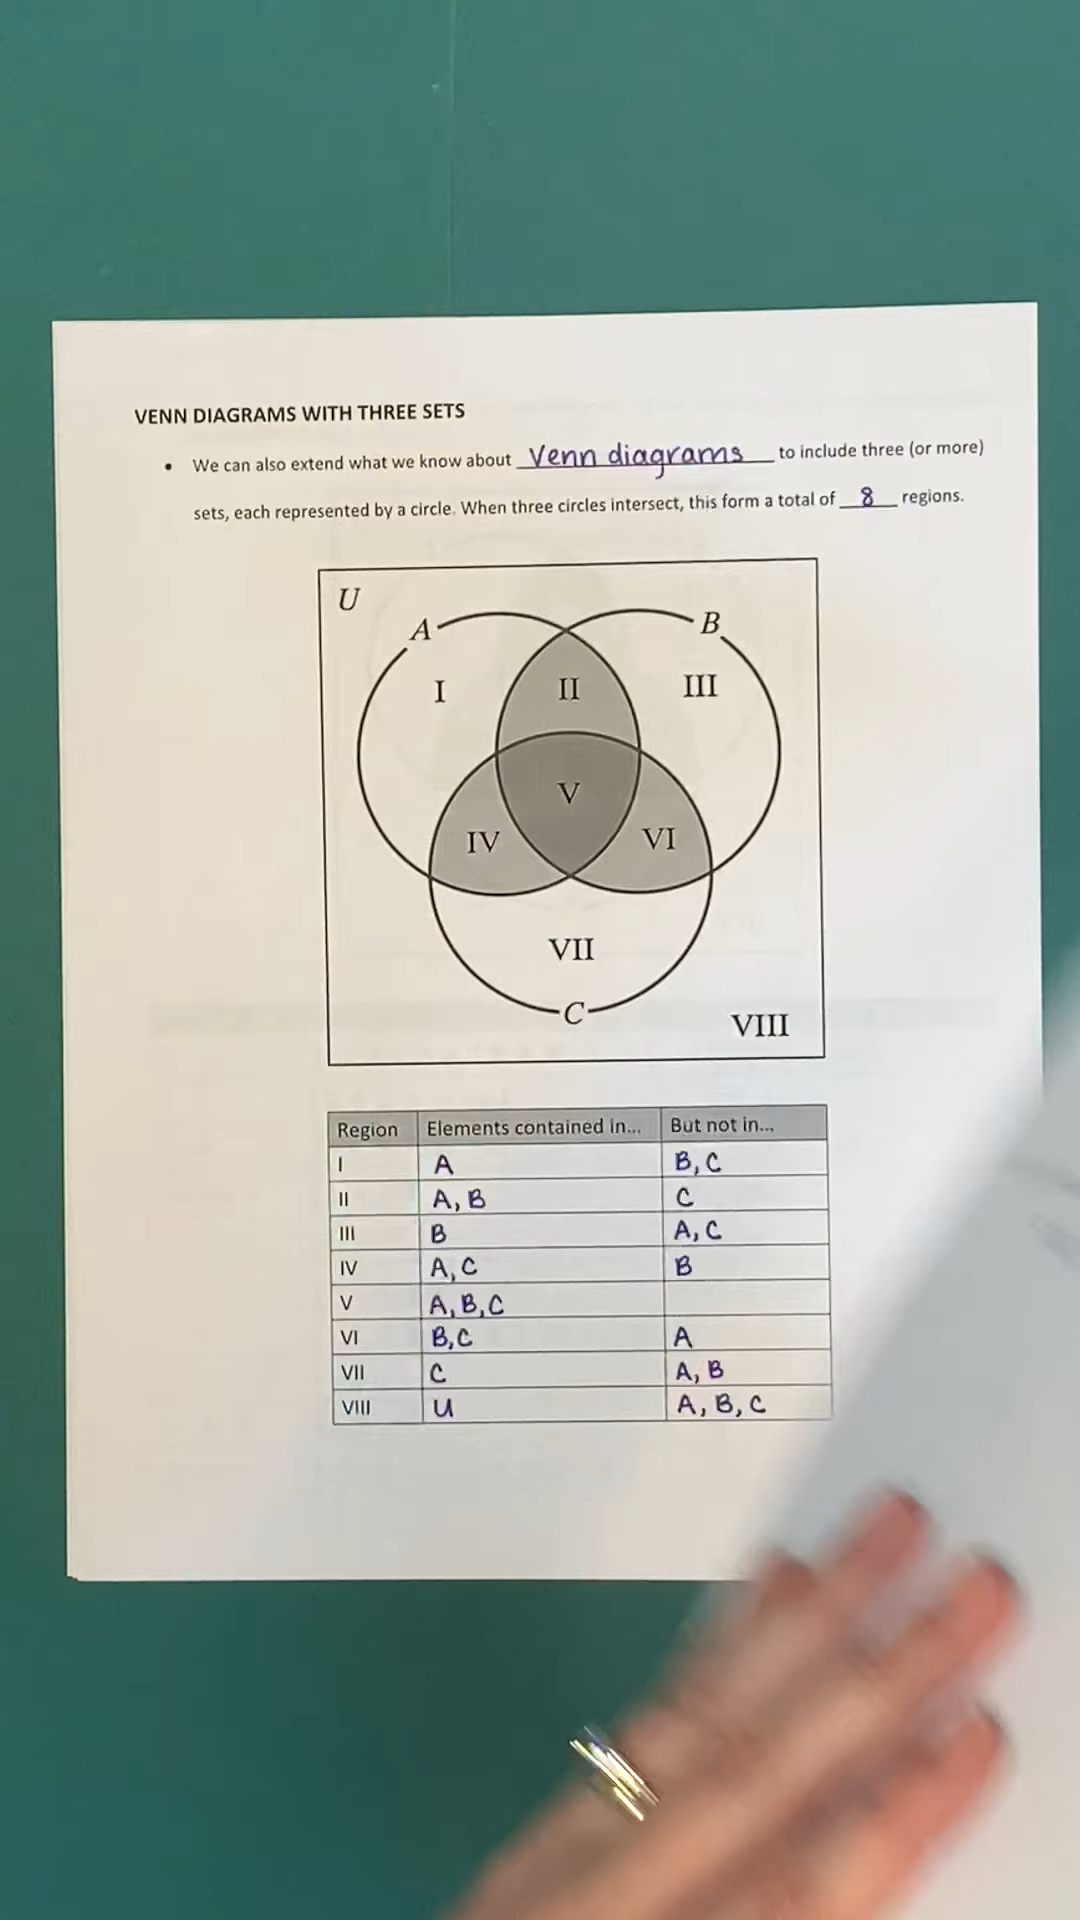 VENN DIAGRAMS WITH THREE SETS
• We can also extend what we know about Venn diagrams to include three (or more)
sets, each represented by a circle. When three circles intersect, this form a total of 8 regions.
U
A B
I II III
V
IV VI
VII
C
VIII
Region Elements contained in... But not in...
I A B, C
II A, B C
III B A, C
IV A, C B
V A, B, C
VI B, C A
VII C A, B
VIII U A, B, C